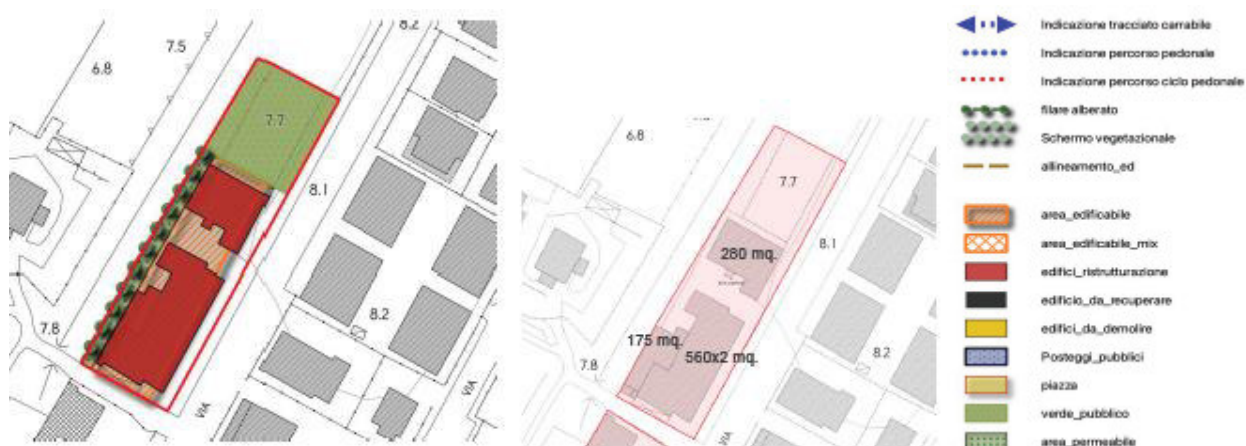 8.2
7.5
6.8
7.7
8.1
8.2
7.8
VIA
6.8
7.7
8.1
280 mq.
175 mq.
560x2 mq.
7.8
8.2
VIA
Indicazione tracciato carrabile
Indicazione percorso pedonale
Indicazione percorso ciclo pedonale
filare alberato
Schermo vegetazionale
allineamento_ed
area_edificabile
area_edificabile_mix
edifici_ristrutturazione
edificio_da_recuperare
edifici_da_demolire
Posteggi_pubblici
piazza
verde_pubblico
area_permeabile